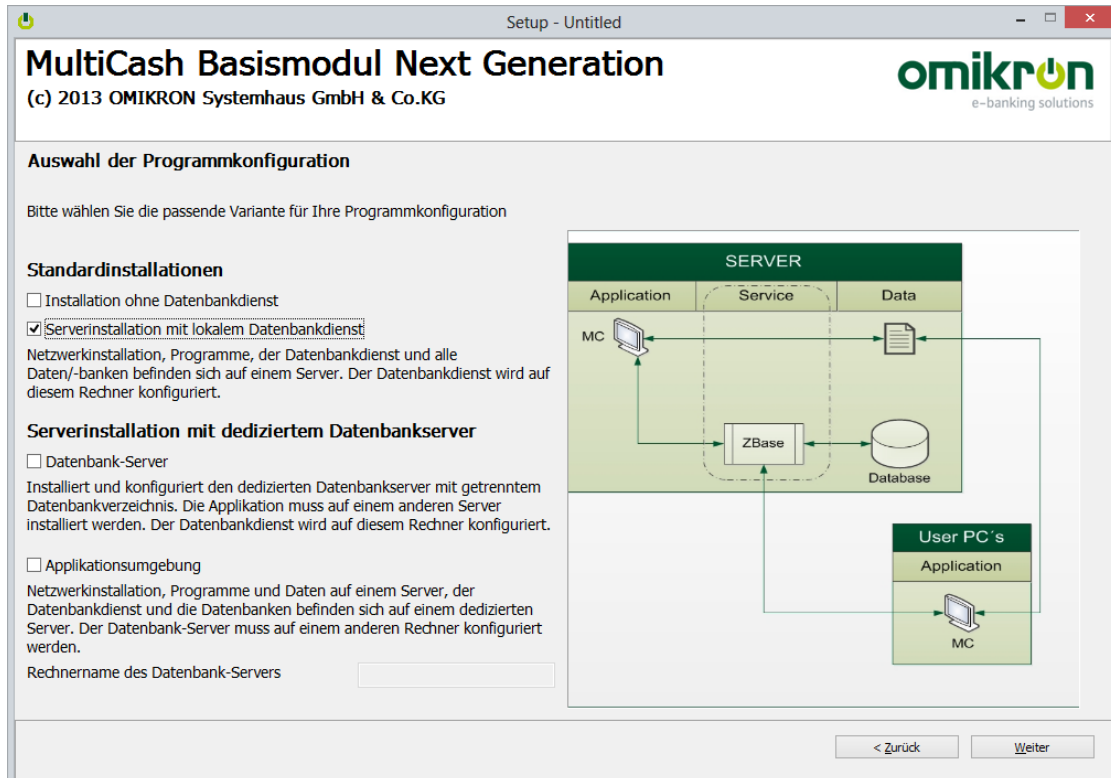 Setup - Untitled
MultiCash Basismodul Next Generation
(c) 2013 OMIKRON Systemhaus GmbH & Co.KG
omikron
e-banking solutions
Auswahl der Programmkonfiguration
Bitte wählen Sie die passende Variante für Ihre Programmkonfiguration
Standardinstallationen
Installation ohne Datenbankdienst
Serverinstallation mit lokalem Datenbankdienst
Netzwerkinstallation, Programme, der Datenbankdienst und alle
Daten/-banken befinden sich auf einem Server. Der Datenbankdienst wird auf
diesem Rechner konfiguriert.
Serverinstallation mit dediziertem Datenbankserver
Datenbank-Server
Installiert und konfiguriert den dedizierten Datenbankserver mit getrenntem
Datenbankverzeichnis. Die Applikation muss auf einem anderen Server
installiert werden. Der Datenbankdienst wird auf diesem Rechner konfiguriert.
Applikationsumgebung
Netzwerkinstallation, Programme und Daten auf einem Server, der
Datenbankdienst und die Datenbanken befinden sich auf einem dedizierten
Server. Der Datenbank-Server muss auf einem anderen Rechner konfiguriert
werden.
Rechnername des Datenbank-Servers
SERVER
Application Service Data
MC
ZBase
Database
User PC´s
Application
MC
< Zurück
Weiter